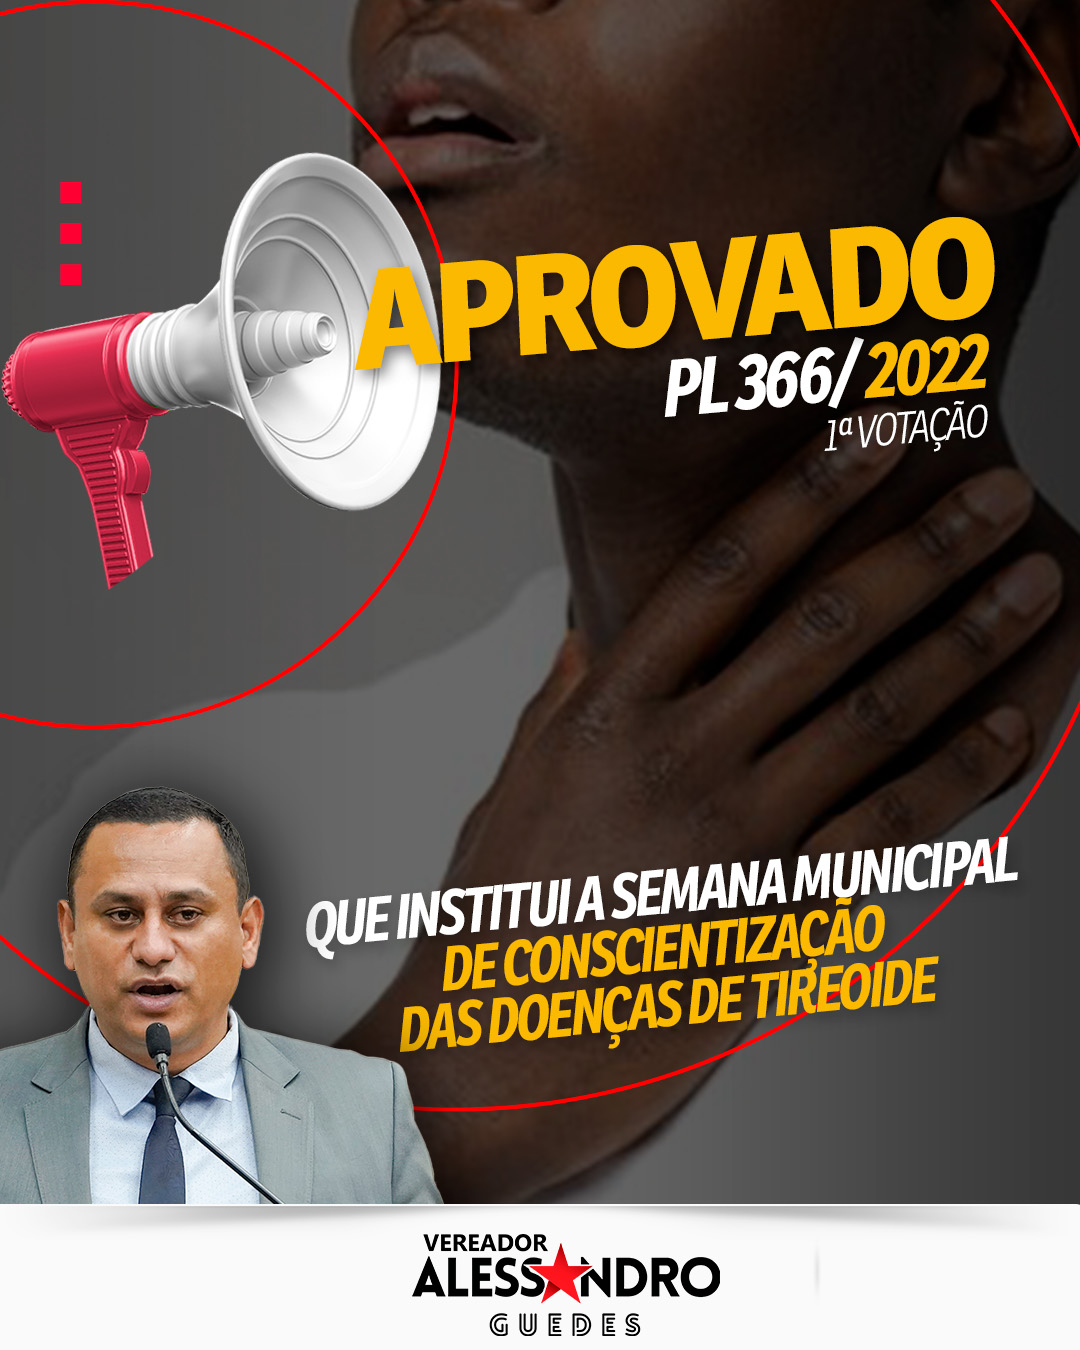 APROVADO
PL 366/2022
1ª VOTAÇÃO
QUE INSTITUI A SEMANA MUNICIPAL
DE CONSCIENTIZAÇÃO
DAS DOENÇAS DE TIREOIDE
VEREADOR
ALESSANDRO
GUEDES